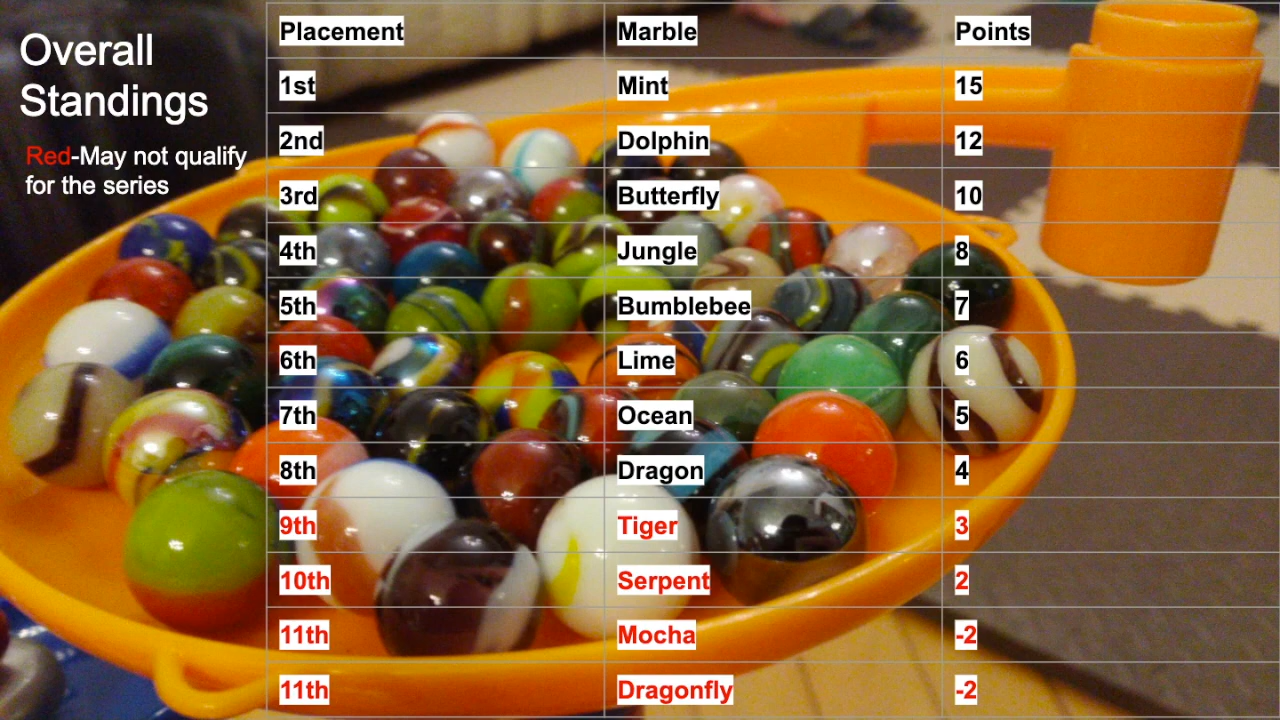 Overall
Standings
Red-May not qualify
for the series
Placement Marble Points
1st Mint 15
2nd Dolphin 12
3rd Butterfly 10
4th Jungle 8
5th Bumblebee 7
6th Lime 6
7th Ocean 5
8th Dragon 4
9th Tiger 3
10th Serpent 2
11th Mocha -2
11th Dragonfly -2